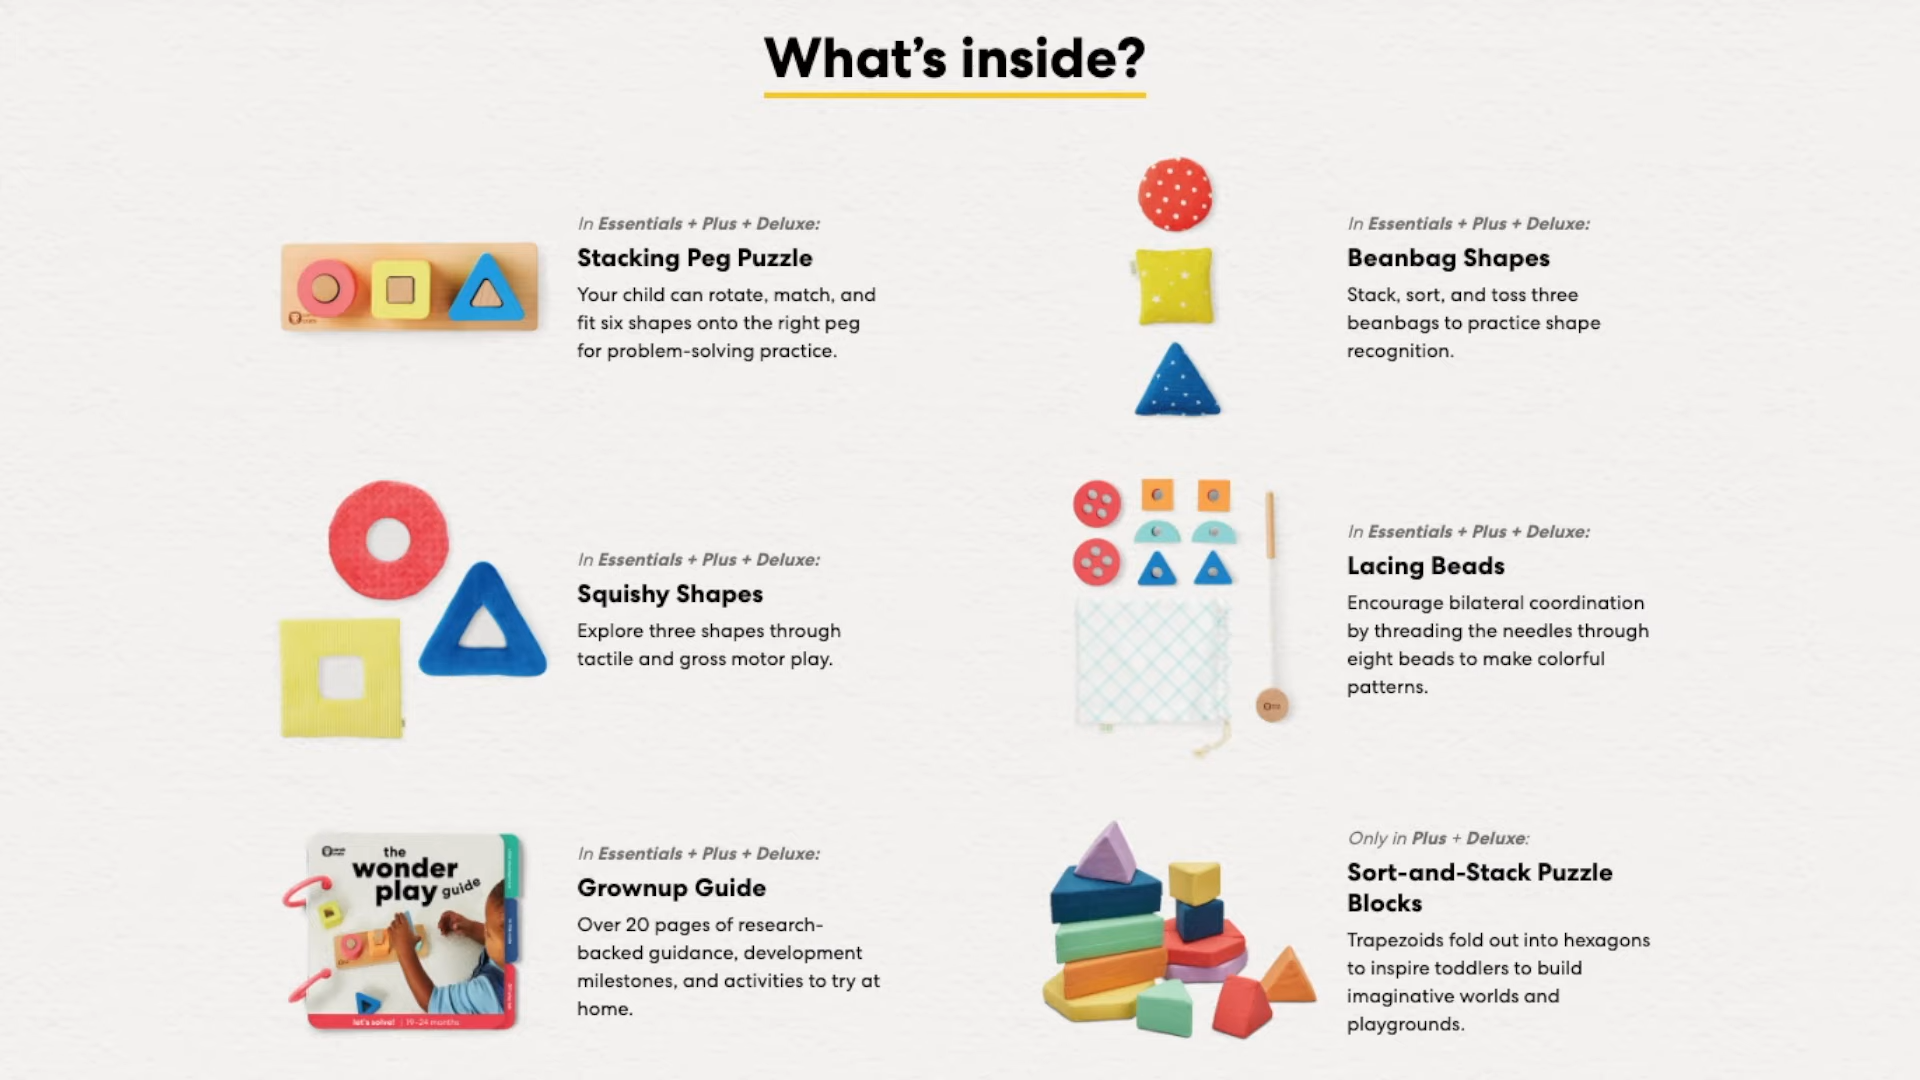 What's inside?
In Essentials + Plus + Deluxe:
Stacking Peg Puzzle
Your child can rotate, match, and
fit six shapes onto the right peg
for problem-solving practice.
In Essentials + Plus + Deluxe:
Beanbag Shapes
Stack, sort, and toss three
beanbags to practice shape
recognition.
In Essentials + Plus + Deluxe:
Squishy Shapes
Explore three shapes through
tactile and gross motor play.
In Essentials + Plus + Deluxe:
Lacing Beads
Encourage bilateral coordination
by threading the needles through
eight beads to make colorful
patterns.
the
wonder
play guide
let's solve! | 19-24 months
In Essentials + Plus + Deluxe:
Grownup Guide
Over 20 pages of research-
backed guidance, development
milestones, and activities to try at
home.
Only in Plus + Deluxe:
Sort-and-Stack Puzzle
Blocks
Trapezoids fold out into hexagons
to inspire toddlers to build
imaginative worlds and
playgrounds.